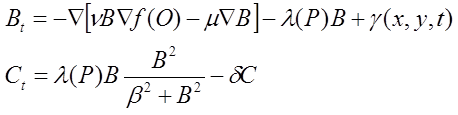 B_t = −∇[νB∇f(O) − μ∇B] − λ(P)B + γ(x, y, t)
C_t = λ(P)B B²/(β² + B²) − δC